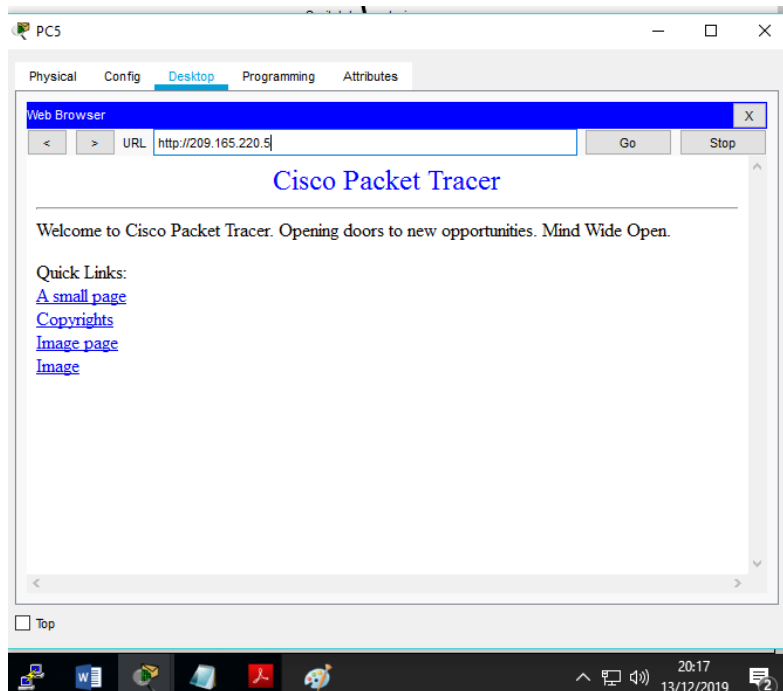 PC5
Physical Config Desktop Programming Attributes
Web Browser X
< > URL http://209.165.220.5 Go Stop
Cisco Packet Tracer
Welcome to Cisco Packet Tracer. Opening doors to new opportunities. Mind Wide Open.
Quick Links:
A small page
Copyrights
Image page
Image
Top
20:17
13/12/2019
2